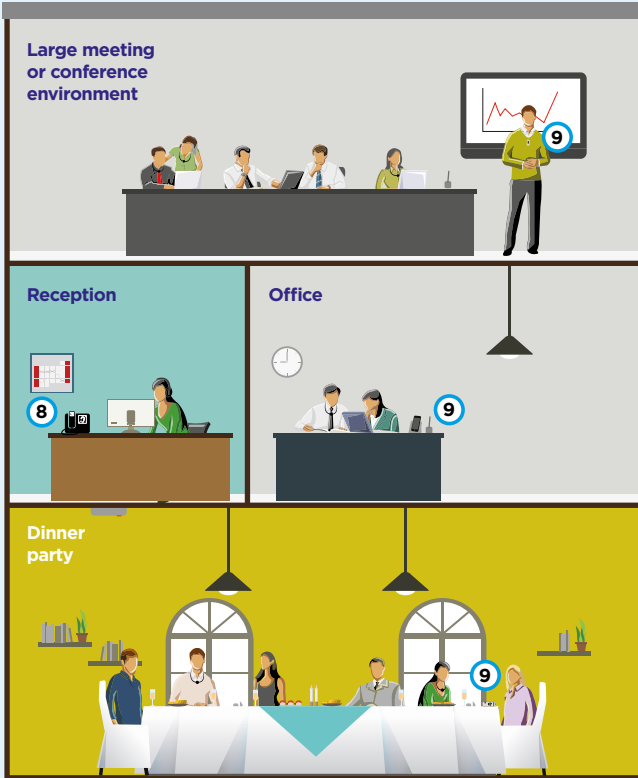 Large meeting
or conference
environment
9
Reception
Office
8
9
Dinner
party
9